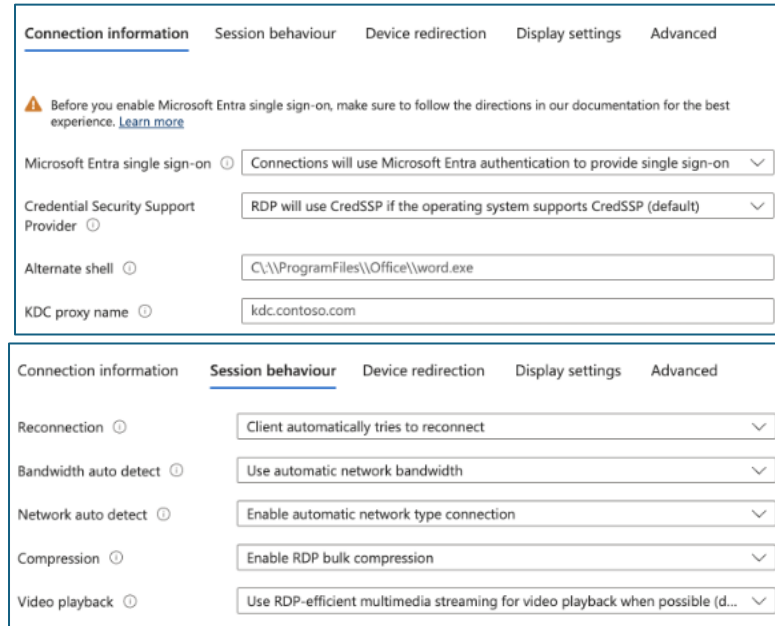 Connection information Session behaviour Device redirection Display settings Advanced
Before you enable Microsoft Entra single sign-on, make sure to follow the directions in our documentation for the best
experience. Learn more
Microsoft Entra single sign-on Connections will use Microsoft Entra authentication to provide single sign-on
Credential Security Support
Provider
RDP will use CredSSP if the operating system supports CredSSP (default)
Alternate shell C\:\\ProgramFiles\\Office\\word.exe
KDC proxy name kdc.contoso.com
Connection information Session behaviour Device redirection Display settings Advanced
Reconnection Client automatically tries to reconnect
Bandwidth auto detect Use automatic network bandwidth
Network auto detect Enable automatic network type connection
Compression Enable RDP bulk compression
Video playback Use RDP-efficient multimedia streaming for video playback when possible (d...